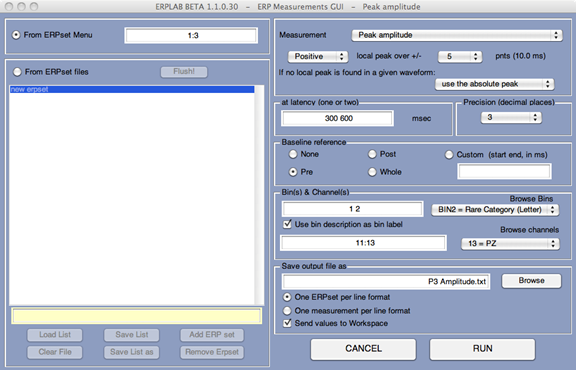 ERPLAB BETA 1.1.0.30 - ERP Measurements GUI - Peak amplitude
From ERPset Menu
1:3
From ERPset files
Flush!
new erpset
Load List
Save List
Add ERP set
Clear File
Save List as
Remove Erpset
Measurement
Peak amplitude
Positive
local peak over +/-
5
pnts (10.0 ms)
If no local peak is found in a given waveform:
use the absolute peak
at latency (one or two)
300 600
msec
Precision (decimal places)
3
Baseline reference
None
Post
Custom (start end, in ms)
Pre
Whole
Bin(s) & Channel(s)
Browse Bins
1 2
BIN2 = Rare Category (Letter)
Use bin description as bin label
Browse channels
11:13
13 = PZ
Save output file as
P3 Amplitude.txt
Browse
One ERPset per line format
One measurement per line format
Send values to Workspace
CANCEL
RUN